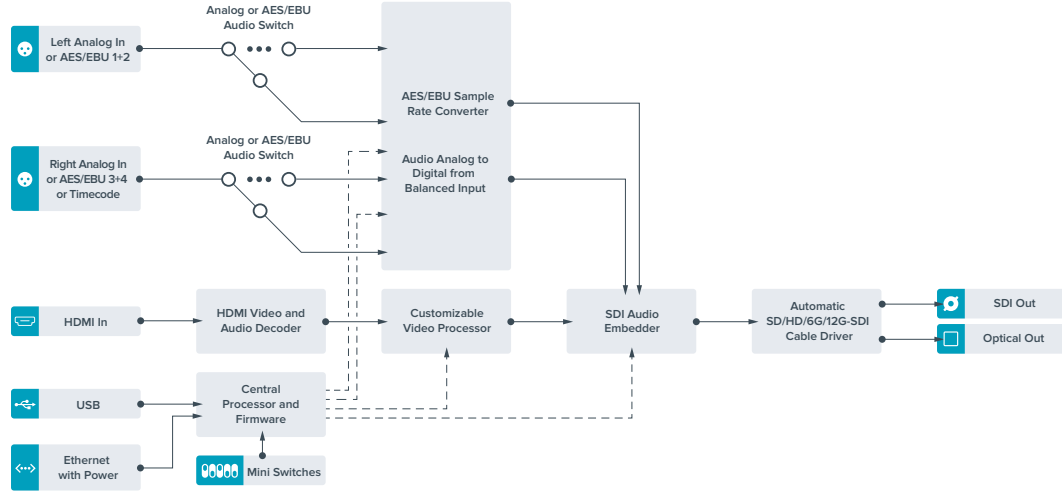 Analog or AES/EBU
Audio Switch
Left Analog In
or AES/EBU 1+2
AES/EBU Sample
Rate Converter
Analog or AES/EBU
Audio Switch
Right Analog In
or AES/EBU 3+4
or Timecode
Audio Analog to
Digital from
Balanced Input
HDMI In
HDMI Video and
Audio Decoder
Customizable
Video Processor
SDI Audio
Embedder
Automatic
SD/HD/6G/12G-SDI
Cable Driver
SDI Out
Optical Out
USB
Central
Processor and
Firmware
Ethernet
with Power
Mini Switches